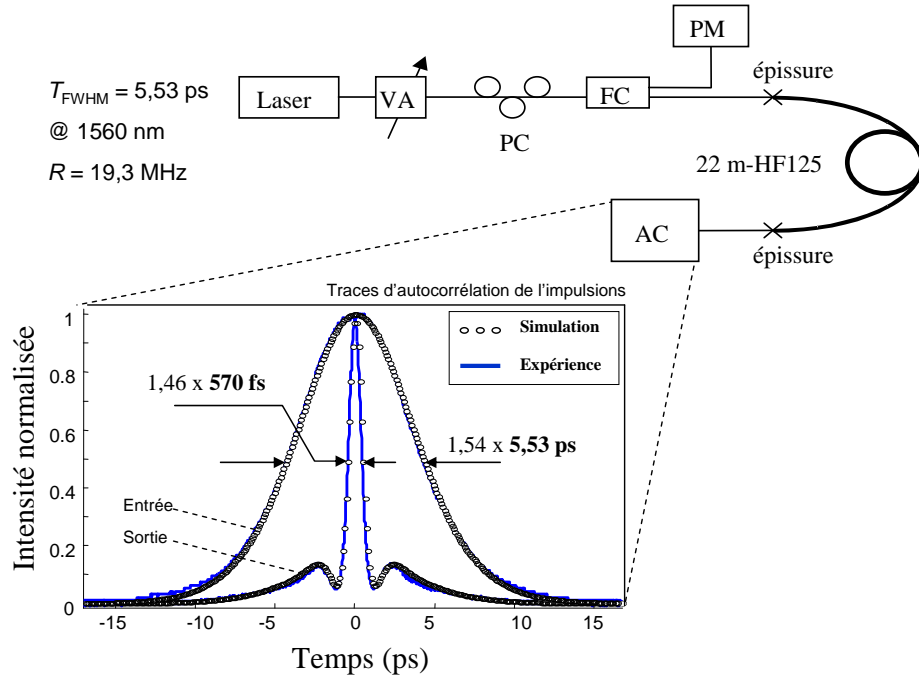 PM
T_FWHM = 5,53 ps
@ 1560 nm
R = 19,3 MHz
Laser
VA
PC
FC
épissure
22 m-HF125
AC
épissure
Traces d'autocorrélation de l'impulsions
Simulation
Expérience
1,46 x 570 fs
1,54 x 5,53 ps
Entrée
Sortie
Intensité normalisée
1
0.8
0.6
0.4
0.2
0
-15
-10
-5
0
5
10
15
Temps (ps)